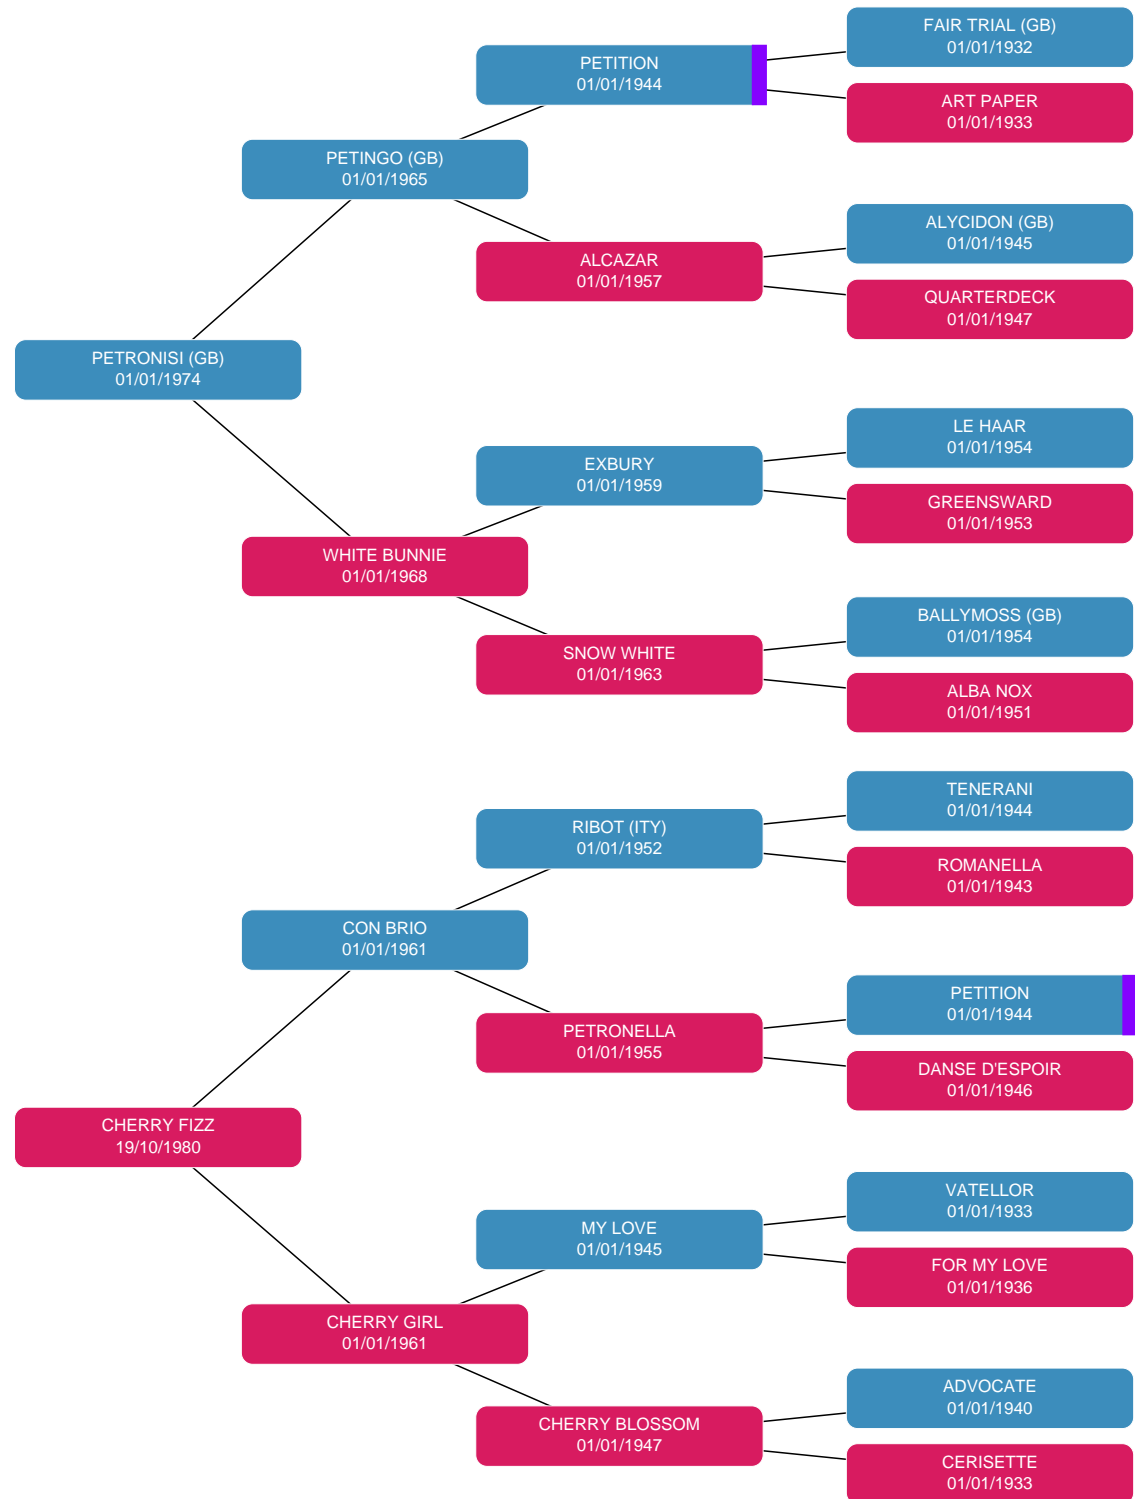 FAIR TRIAL (GB)
01/01/1932
PETITION
01/01/1944
ART PAPER
01/01/1933
PETINGO (GB)
01/01/1965
ALYCIDON (GB)
01/01/1945
ALCAZAR
01/01/1957
QUARTERDECK
01/01/1947
PETRONISI (GB)
01/01/1974
LE HAAR
01/01/1954
EXBURY
01/01/1959
GREENSWARD
01/01/1953
WHITE BUNNIE
01/01/1968
BALLYMOSS (GB)
01/01/1954
SNOW WHITE
01/01/1963
ALBA NOX
01/01/1951
TENERANI
01/01/1944
RIBOT (ITY)
01/01/1952
ROMANELLA
01/01/1943
CON BRIO
01/01/1961
PETITION
01/01/1944
PETRONELLA
01/01/1955
DANSE D'ESPOIR
01/01/1946
CHERRY FIZZ
19/10/1980
VATELLOR
01/01/1933
MY LOVE
01/01/1945
FOR MY LOVE
01/01/1936
CHERRY GIRL
01/01/1961
ADVOCATE
01/01/1940
CHERRY BLOSSOM
01/01/1947
CERISETTE
01/01/1933